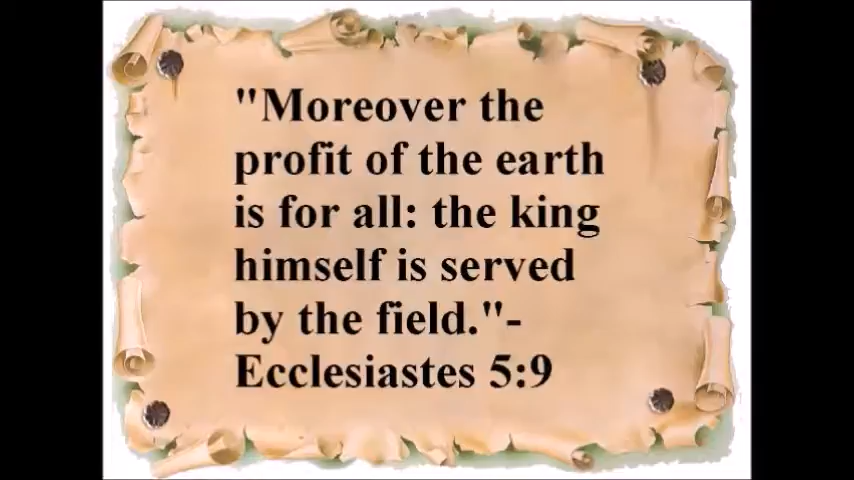 "Moreover the
profit of the earth
is for all: the king
himself is served
by the field."-
Ecclesiastes 5:9